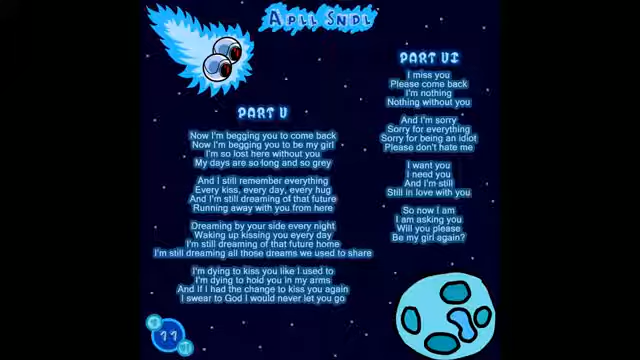 Apll Sndl
Part V
Now I'm begging you to come back
Now I'm begging you to be my girl
I'm so lost here without you
My days are so long and so grey
And I still remember everything
Every kiss, every day, every hug
And I'm still dreaming of that future
Running away with you from here
Dreaming by your side every night
Waking up kissing you every day
I'm still dreaming of that future home
I'm still dreaming all those dreams we used to share
I'm dying to kiss you like I used to
I'm dying to hold you in my arms
And If I had the change to kiss you again
I swear to God I would never let you go
Part VI
I miss you
Please come back
I'm nothing
Nothing without you
And I'm sorry
Sorry for everything
Sorry for being an idiot
Please don't hate me
I want you
I need you
And I'm still
Still in love with you
So now I am
I am asking you
Will you please
Be my girl again?
V
11
VI